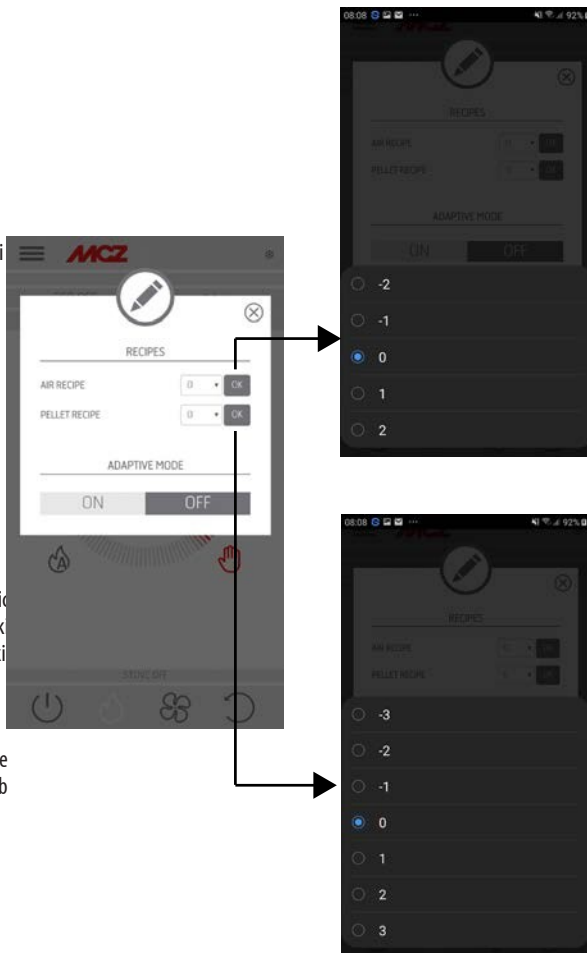 08:08
92%
RECIPES
AIR RECIPE
PELLET RECIPE
ADAPTIVE MODE
ON OFF
-2
-1
0
1
2
MCZ
RECIPES
AIR RECIPE 0 OK
PELLET RECIPE 0 OK
ADAPTIVE MODE
ON OFF
A
STOVE OFF
08:08
92%
RECIPES
AIR RECIPE
PELLET RECIPE
-3
-2
-1
0
1
2
3